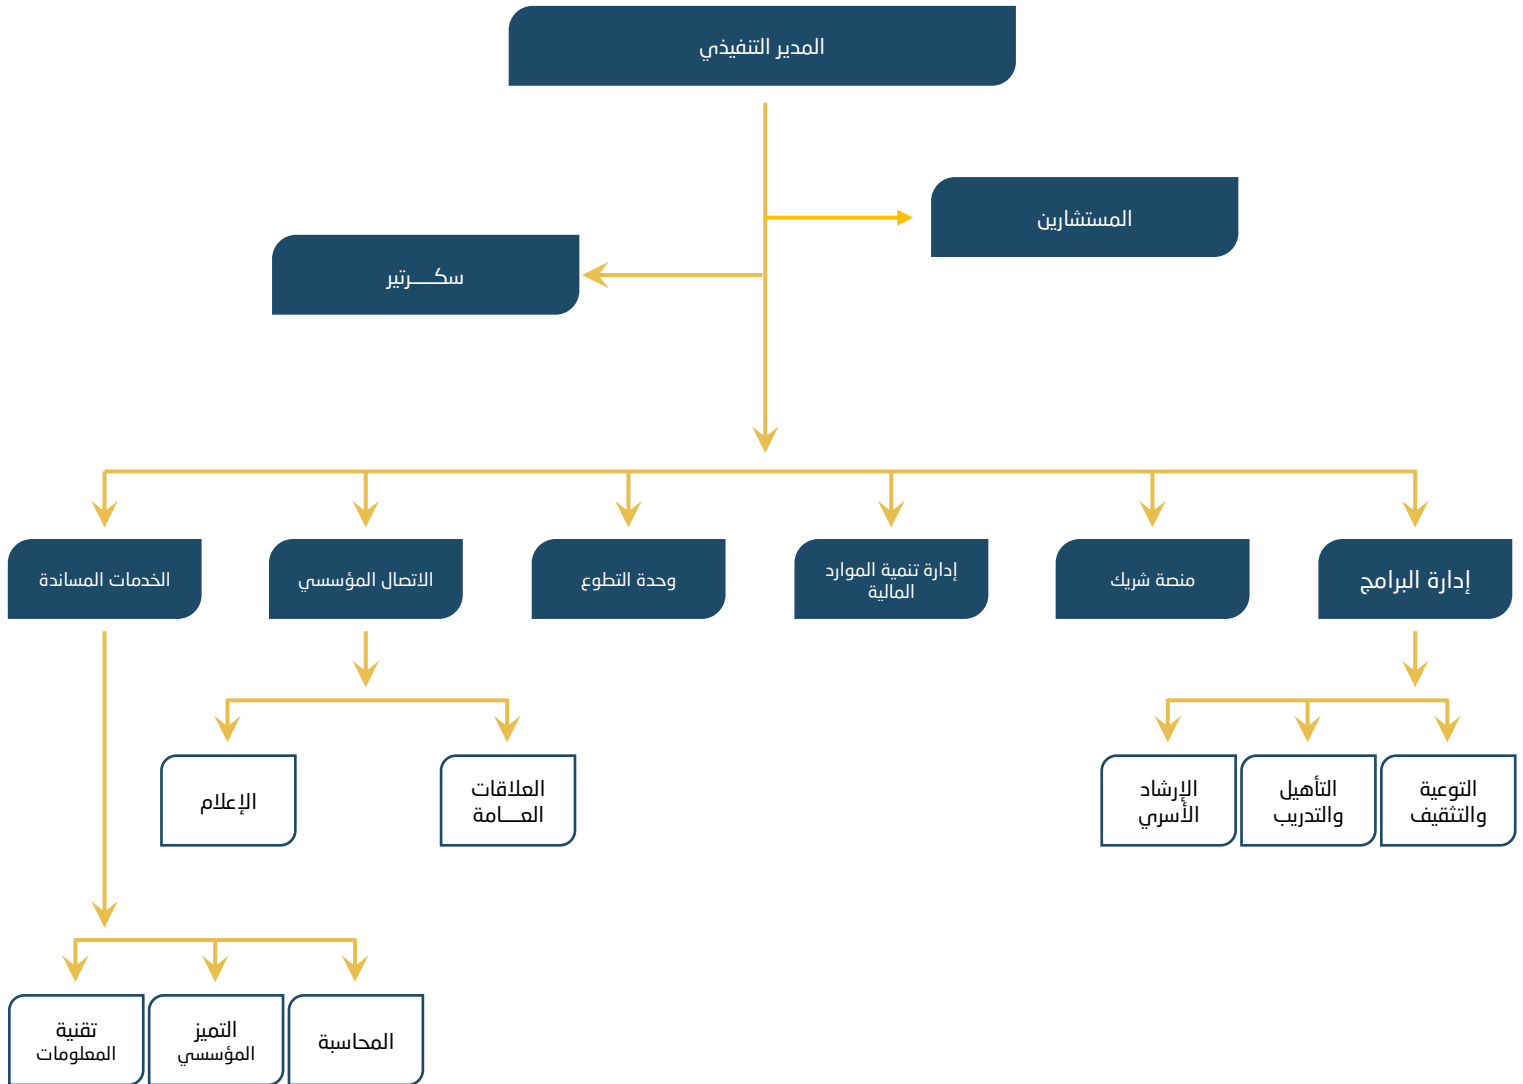 المدير التنفيذي
المستشارين
سكـــــرتير
إدارة البرامج
منصة شريك
إدارة تنمية الموارد
المالية
وحدة التطوع
الاتصال المؤسسي
الخدمات المساندة
التوعية
والتثقيف
التأهيل
والتدريب
الإرشاد
الأسري
العلاقات
العـــامة
الإعلام
المحاسبة
التميز
المؤسسي
تقنية
المعلومات